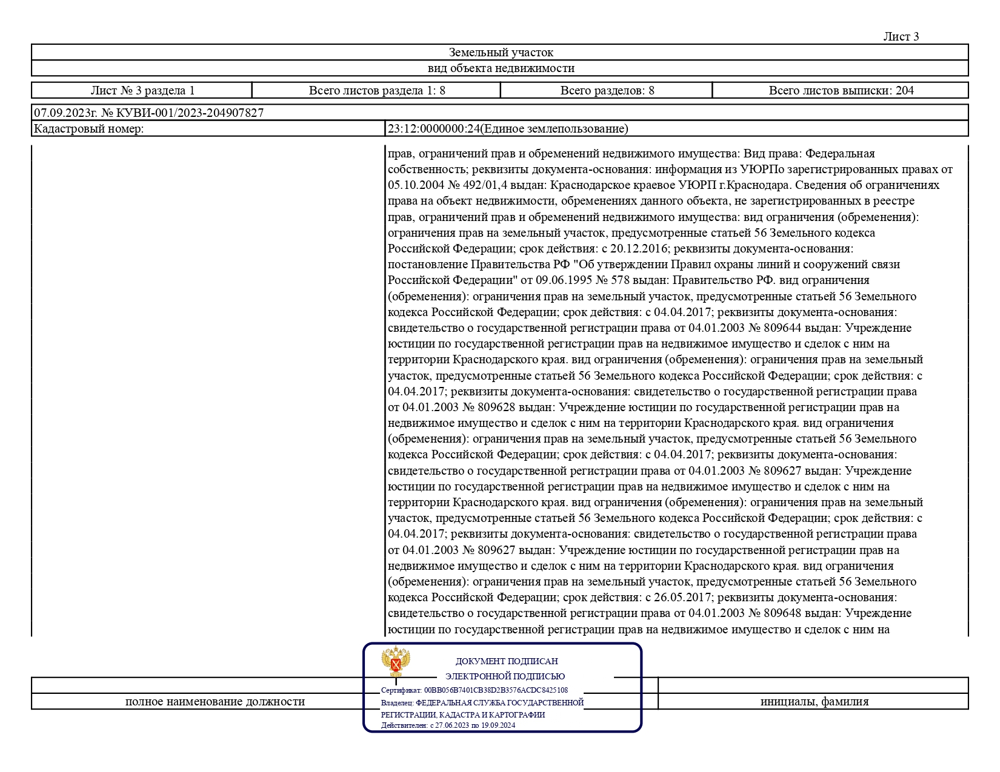 Лист 3
Земельный участок
вид объекта недвижимости
Лист № 3 раздела 1 Всего листов раздела 1: 8 Всего разделов: 8 Всего листов выписки: 204
07.09.2023г. № КУВИ-001/2023-204907827
Кадастровый номер: 23:12:0000000:24(Единое землепользование)
прав, ограничений прав и обременений недвижимого имущества: Вид права: Федеральная
собственность; реквизиты документа-основания: информация из УЮРПо зарегистрированных правах от
05.10.2004 № 492/01,4 выдан: Краснодарское краевое УЮРП г.Краснодара. Сведения об ограничениях
права на объект недвижимости, обременениях данного объекта, не зарегистрированных в реестре
прав, ограничений прав и обременений недвижимого имущества: вид ограничения (обременения):
ограничения прав на земельный участок, предусмотренные статьей 56 Земельного кодекса
Российской Федерации; срок действия: с 20.12.2016; реквизиты документа-основания:
постановление Правительства РФ "Об утверждении Правил охраны линий и сооружений связи
Российской Федерации" от 09.06.1995 № 578 выдан: Правительство РФ. вид ограничения
(обременения): ограничения прав на земельный участок, предусмотренные статьей 56 Земельного
кодекса Российской Федерации; срок действия: с 04.04.2017; реквизиты документа-основания:
свидетельство о государственной регистрации права от 04.01.2003 № 809644 выдан: Учреждение
юстиции по государственной регистрации прав на недвижимое имущество и сделок с ним на
территории Краснодарского края. вид ограничения (обременения): ограничения прав на земельный
участок, предусмотренные статьей 56 Земельного кодекса Российской Федерации; срок действия: с
04.04.2017; реквизиты документа-основания: свидетельство о государственной регистрации права
от 04.01.2003 № 809628 выдан: Учреждение юстиции по государственной регистрации прав на
недвижимое имущество и сделок с ним на территории Краснодарского края. вид ограничения
(обременения): ограничения прав на земельный участок, предусмотренные статьей 56 Земельного
кодекса Российской Федерации; срок действия: с 04.04.2017; реквизиты документа-основания:
свидетельство о государственной регистрации права от 04.01.2003 № 809627 выдан: Учреждение
юстиции по государственной регистрации прав на недвижимое имущество и сделок с ним на
территории Краснодарского края. вид ограничения (обременения): ограничения прав на земельный
участок, предусмотренные статьей 56 Земельного кодекса Российской Федерации; срок действия: с
04.04.2017; реквизиты документа-основания: свидетельство о государственной регистрации права
от 04.01.2003 № 809627 выдан: Учреждение юстиции по государственной регистрации прав на
недвижимое имущество и сделок с ним на территории Краснодарского края. вид ограничения
(обременения): ограничения прав на земельный участок, предусмотренные статьей 56 Земельного
кодекса Российской Федерации; срок действия: с 26.05.2017; реквизиты документа-основания:
свидетельство о государственной регистрации права от 04.01.2003 № 809648 выдан: Учреждение
юстиции по государственной регистрации прав на недвижимое имущество и сделок с ним на
ДОКУМЕНТ ПОДПИСАН
ЭЛЕКТРОННОЙ ПОДПИСЬЮ
Сертификат: 00BB056B7401CB38D2B3576ACDC8425108
Владелец: ФЕДЕРАЛЬНАЯ СЛУЖБА ГОСУДАРСТВЕННОЙ
РЕГИСТРАЦИИ, КАДАСТРА И КАРТОГРАФИИ
Действителен: с 27.06.2023 по 19.09.2024
полное наименование должности инициалы, фамилия